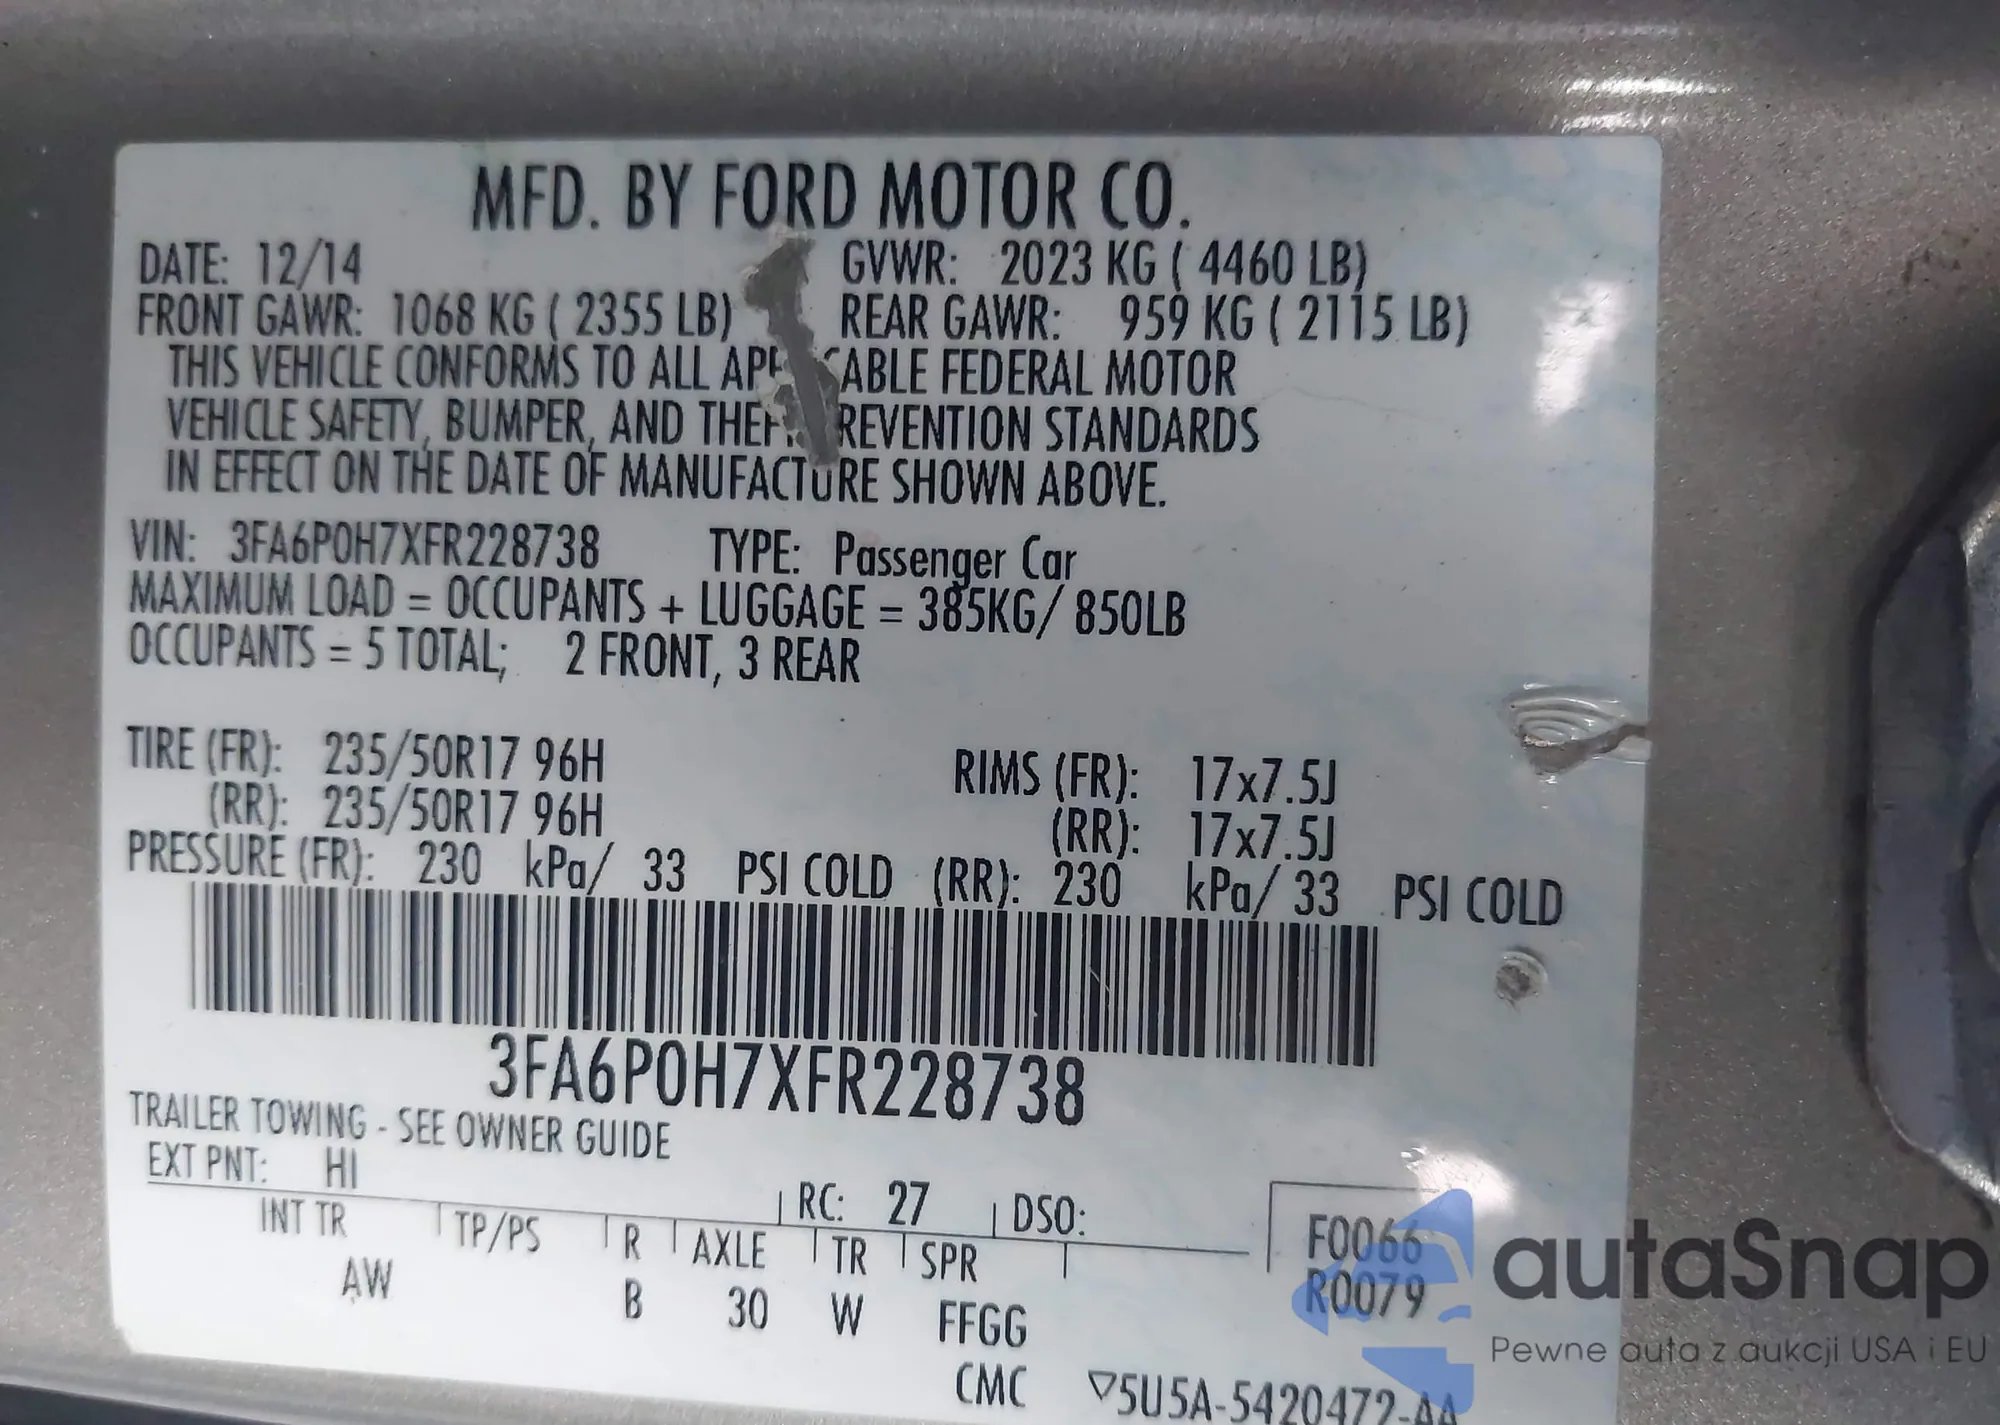 MFD. BY FORD MOTOR CO.
DATE: 12/14 GVWR: 2023 KG ( 4460 LB)
FRONT GAWR: 1068 KG ( 2355 LB) REAR GAWR: 959 KG ( 2115 LB)
THIS VEHICLE CONFORMS TO ALL AP CABLE FEDERAL MOTOR
VEHICLE SAFETY, BUMPER, AND THEF REVENTION STANDARDS
IN EFFECT ON THE DATE OF MANUFACTURE SHOWN ABOVE.
VIN: 3FA6P0H7XFR228738 TYPE: Passenger Car
MAXIMUM LOAD = OCCUPANTS + LUGGAGE = 385KG/ 850LB
OCCUPANTS = 5 TOTAL; 2 FRONT, 3 REAR
TIRE (FR): 235/50R17 96H RIMS (FR): 17x7.5J
(RR): 235/50R17 96H (RR): 17x7.5J
PRESSURE (FR): 230 kPa/ 33 PSI COLD (RR): 230 kPa/ 33 PSI COLD
3FA6P0H7XFR228738
TRAILER TOWING - SEE OWNER GUIDE
EXT PNT: HI RC: 27 DSO:
INT TR TP/PS R AXLE TR SPR F0066
AW B 30 W FFGG R0079
CMC ▽5U5A-5420472-AA
autaSnap
Pewne auta z aukcji USA i EU